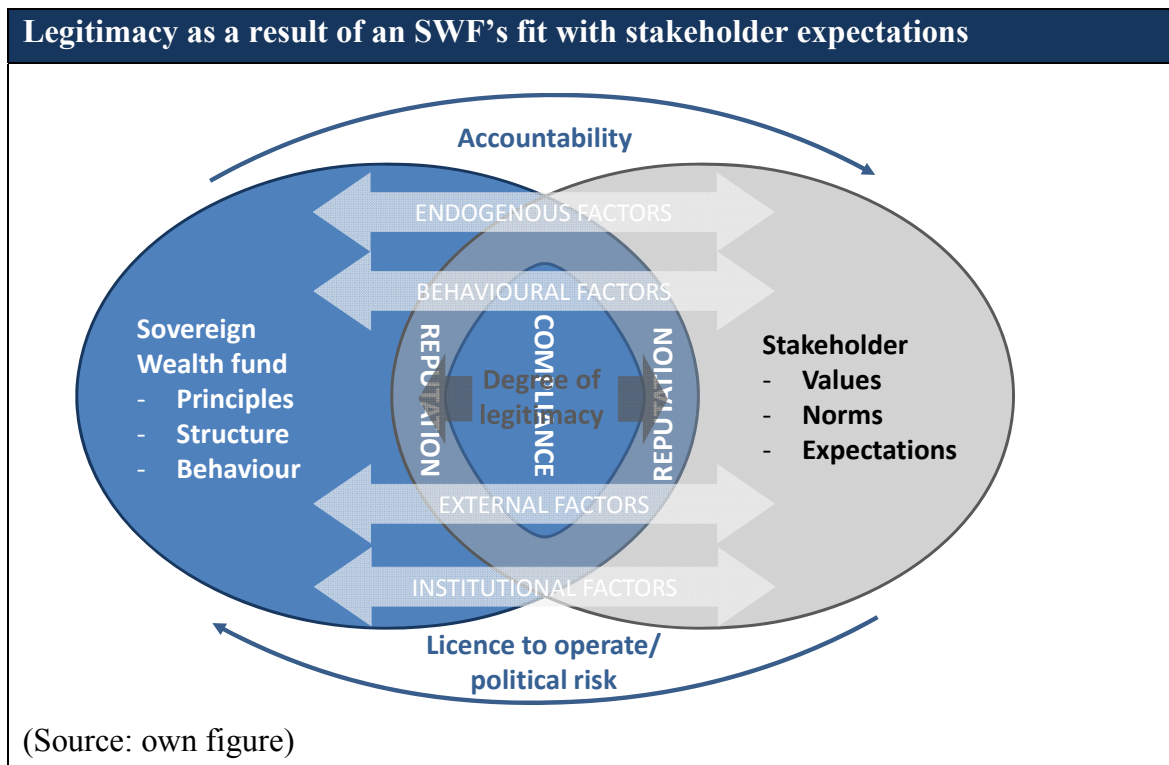 Legitimacy as a result of an SWF’s fit with stakeholder expectations
Accountability
ENDOGENOUS FACTORS
BEHAVIOURAL FACTORS
Sovereign
Wealth fund
- Principles
- Structure
- Behaviour
REPUTATION
COMPLIANCE
REPUTATION
Degree of
legitimacy
Stakeholder
- Values
- Norms
- Expectations
EXTERNAL FACTORS
INSTITUTIONAL FACTORS
Licence to operate/
political risk
(Source: own figure)